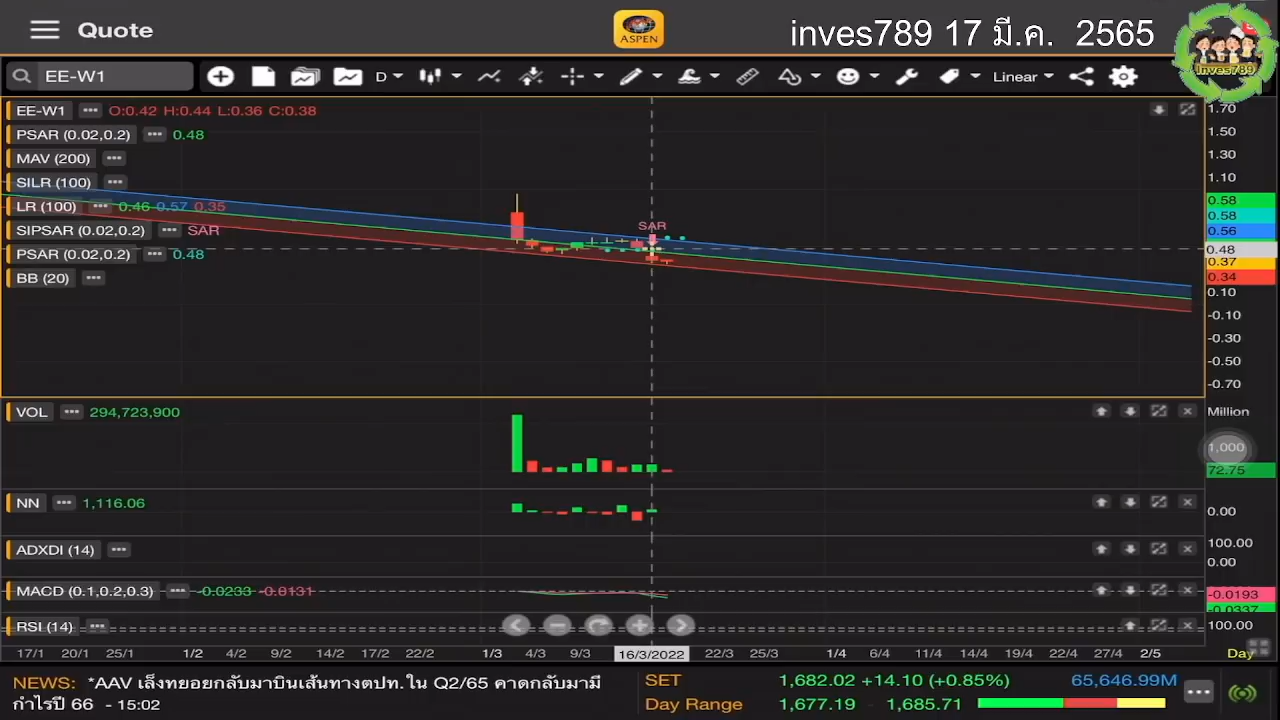 Quote
ASPEN
inves789 17 มี.ค. 2565
Inves789
EE-W1
D
Linear
EE-W1 O:0.42 H:0.44 L:0.36 C:0.38
PSAR (0.02,0.2) 0.48
MAV (200)
SILR (100)
LR (100) 0.46 0.57 0.35
SIPSAR (0.02,0.2) SAR
PSAR (0.02,0.2) 0.48
BB (20)
SAR
1.70
1.50
1.30
1.10
0.58
0.58
0.56
0.48
0.37
0.34
0.10
-0.10
-0.30
-0.50
-0.70
VOL 294,723,900
Million
1,000
72.75
NN 1,116.06
0.00
ADXDI (14)
100.00
0.00
MACD (0.1,0.2,0.3) -0.0233 -0.0131
-0.0193
-0.0337
RSI (14)
100.00
17/1 20/1 25/1 1/2 4/2 9/2 14/2 17/2 22/2 1/3 4/3 9/3 16/3/2022 22/3 25/3 1/4 6/4 11/4 14/4 19/4 22/4 27/4 2/5 Day
NEWS: *AAV เล็งทยอยกลับมาบินเส้นทางตปท.ใน Q2/65 คาดกลับมามี
กำไรปี 66 - 15:02
SET 1,682.02 +14.10 (+0.85%) 65,646.99M
Day Range 1,677.19 - 1,685.71